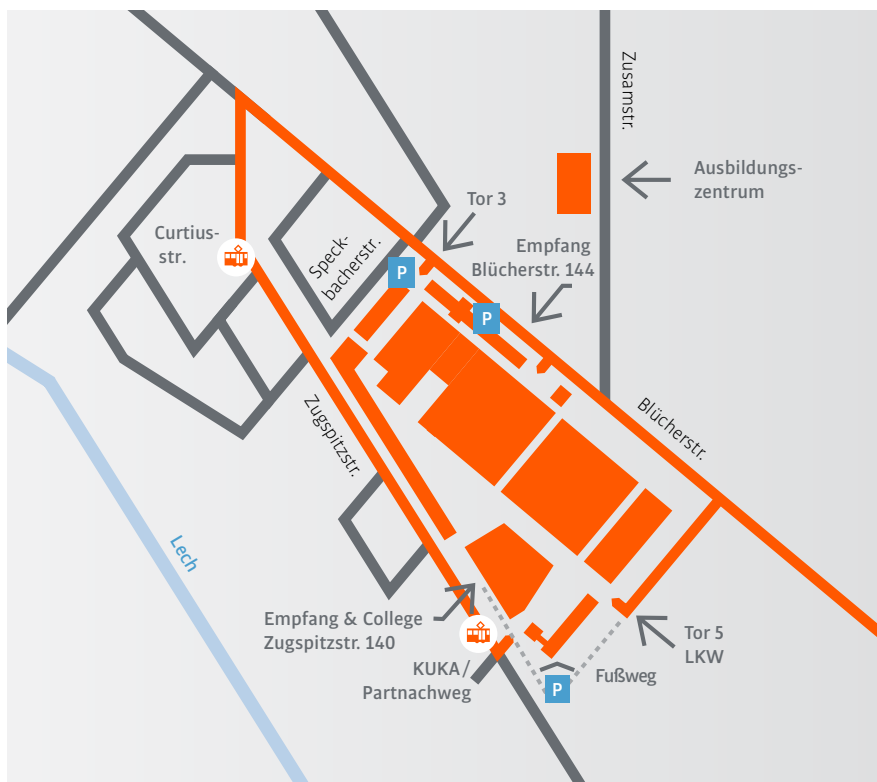 Zusamstr.
Ausbildungs-
zentrum
Tor 3
Curtius-
str.
Speck-
bacherstr.
Empfang
Blücherstr. 144
P
P
Zugspitzstr.
Blücherstr.
Lech
Empfang & College
Zugspitzstr. 140
Tor 5
LKW
KUKA/
Partnachweg
Fußweg
P